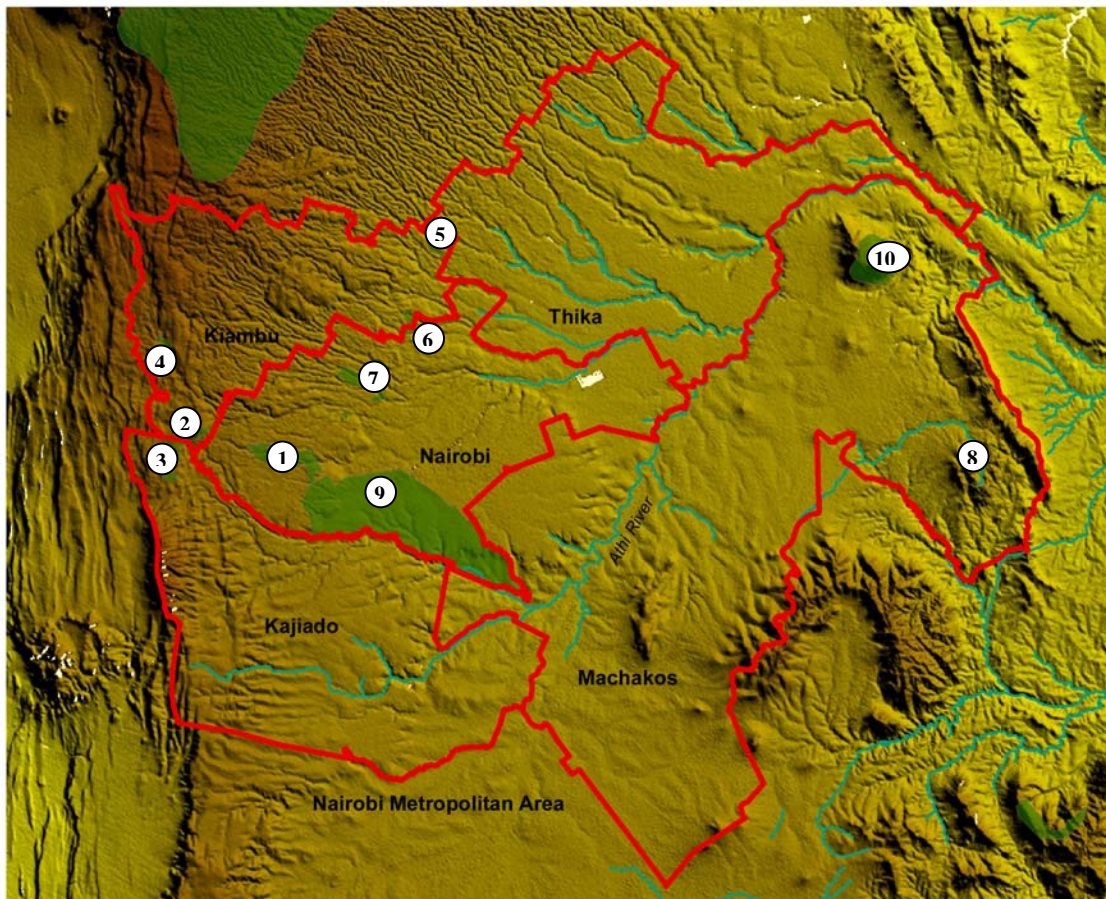 5
10
Thika
6
Kiambu
4
7
2
1
Nairobi
3
8
9
Athi River
Kajiado
Machakos
Nairobi Metropolitan Area